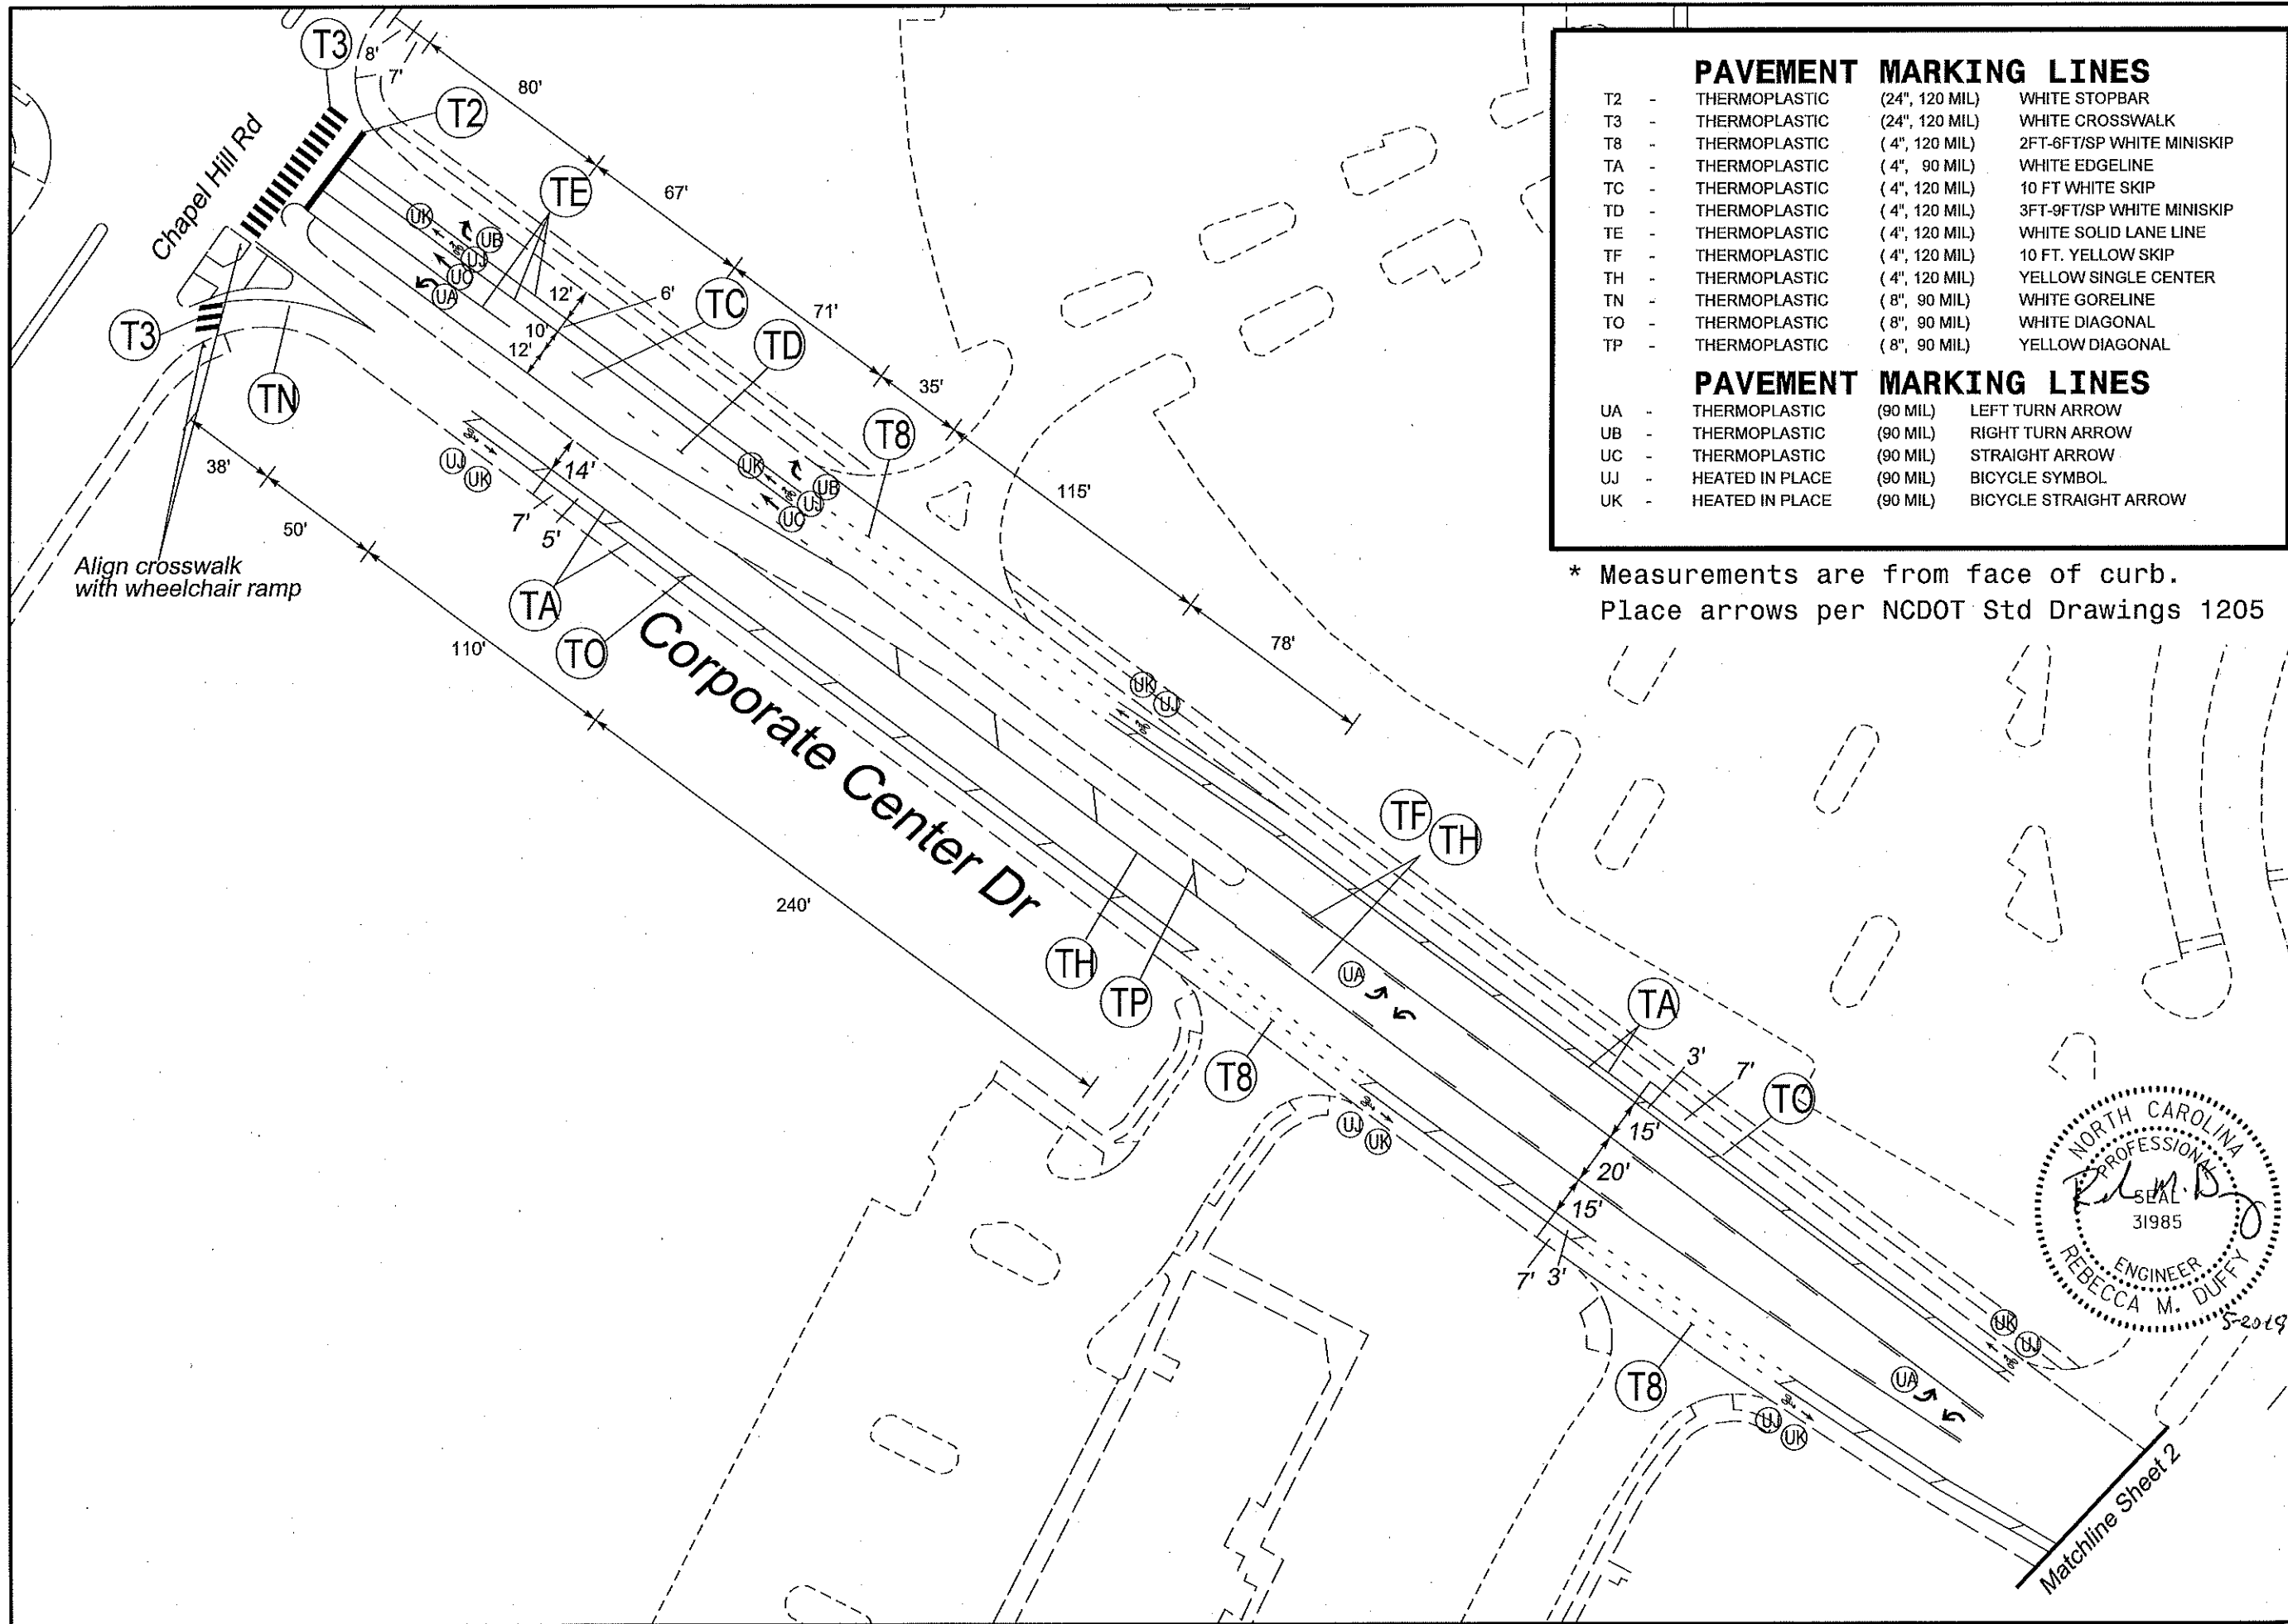 PAVEMENT MARKING LINES
T2 - THERMOPLASTIC (24", 120 MIL) WHITE STOPBAR
T3 - THERMOPLASTIC (24", 120 MIL) WHITE CROSSWALK
T8 - THERMOPLASTIC ( 4", 120 MIL) 2FT-6FT/SP WHITE MINISKIP
TA - THERMOPLASTIC ( 4", 90 MIL) WHITE EDGELINE
TC - THERMOPLASTIC ( 4", 120 MIL) 10 FT WHITE SKIP
TD - THERMOPLASTIC ( 4", 120 MIL) 3FT-9FT/SP WHITE MINISKIP
TE - THERMOPLASTIC ( 4", 120 MIL) WHITE SOLID LANE LINE
TF - THERMOPLASTIC ( 4", 120 MIL) 10 FT. YELLOW SKIP
TH - THERMOPLASTIC ( 4", 120 MIL) YELLOW SINGLE CENTER
TN - THERMOPLASTIC ( 8", 90 MIL) WHITE GORELINE
TO - THERMOPLASTIC ( 8", 90 MIL) WHITE DIAGONAL
TP - THERMOPLASTIC ( 8", 90 MIL) YELLOW DIAGONAL
PAVEMENT MARKING LINES
UA - THERMOPLASTIC (90 MIL) LEFT TURN ARROW
UB - THERMOPLASTIC (90 MIL) RIGHT TURN ARROW
UC - THERMOPLASTIC (90 MIL) STRAIGHT ARROW
UJ - HEATED IN PLACE (90 MIL) BICYCLE SYMBOL
UK - HEATED IN PLACE (90 MIL) BICYCLE STRAIGHT ARROW
* Measurements are from face of curb.
Place arrows per NCDOT Std Drawings 1205
T3
8'
7'
80'
T2
Chapel Hill Rd
TE
67'
UK
UB
UJ
UC
UA
12'
6'
10'
12'
TC
71'
TD
T3
TN
35'
T8
38'
UJ
UK
14'
7'
5'
UK
UB
UJ
UC
115'
50'
Align crosswalk
with wheelchair ramp
TA
TO
110'
78'
Corporate Center Dr
UK
UJ
TF
TH
240'
TH
TP
UA
TA
T8
3'
7'
TO
15'
20'
15'
7'
3'
UJ
UK
NORTH CAROLINA
PROFESSIONAL
SEAL
31985
ENGINEER
REBECCA M. DUFFY
UK
UJ
T8
UA
UJ
UK
Matchline Sheet 2